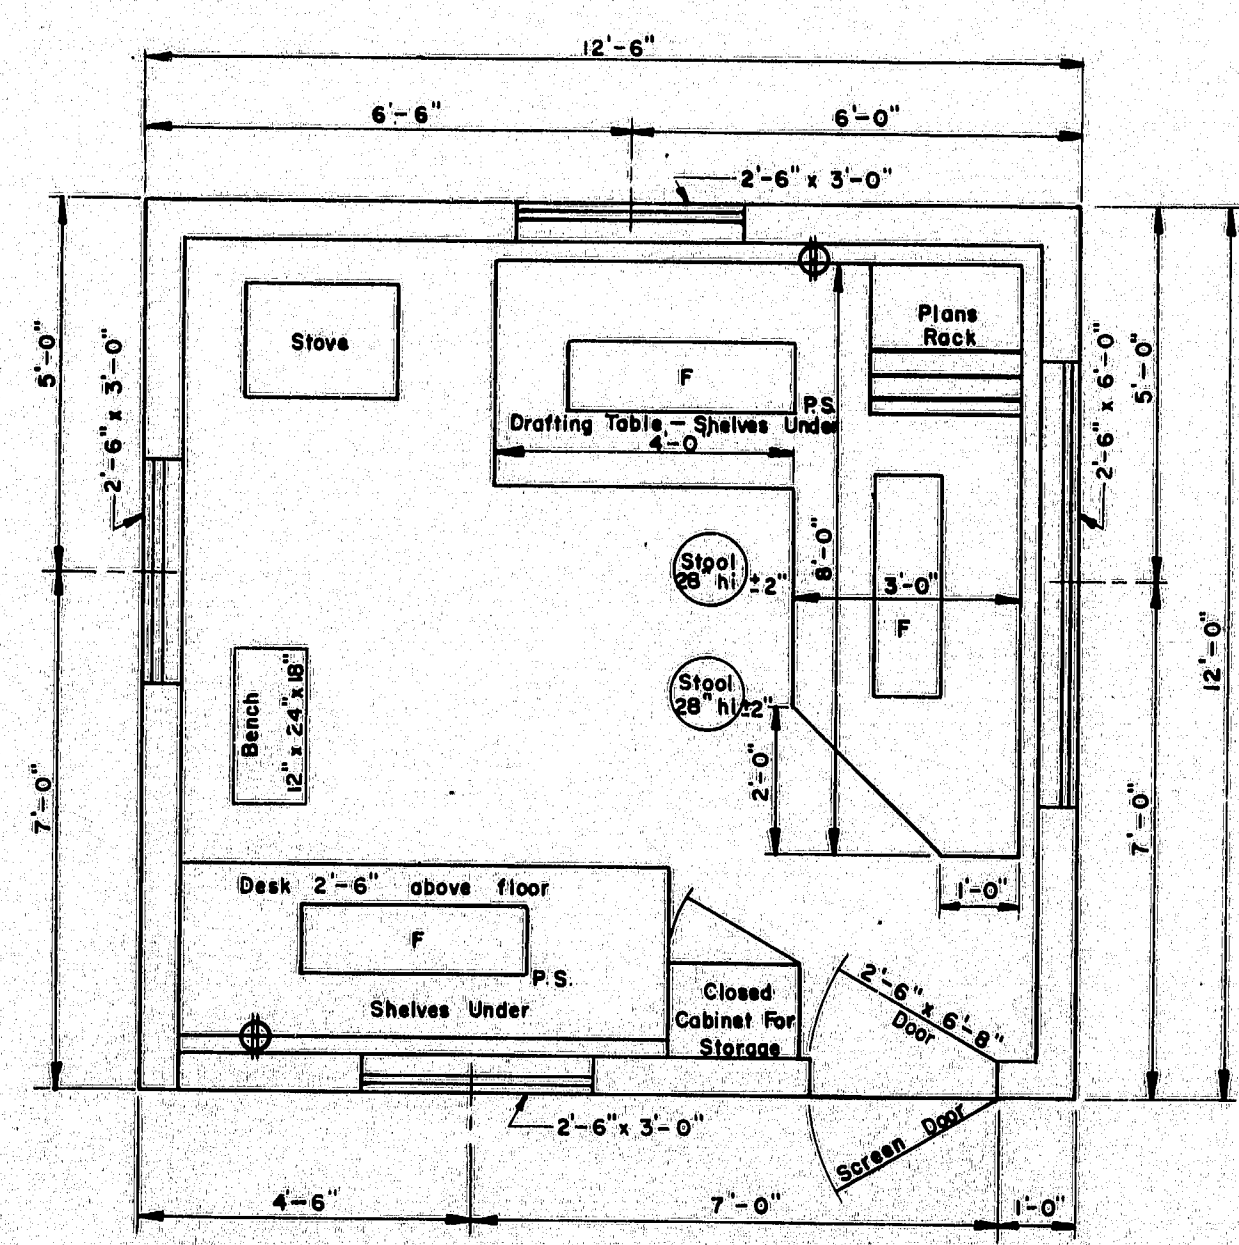 12'-6"
6'-6"
6'-0"
2'-6" x 3'-0"
5'-0"
2'-6" x 3'-0"
Stove
Plans
Rack
F
P.S.
Drafting Table - Shelves Under
4'-0"
2'-6" x 6'-0"
5'-0"
Stool
28" hi ±2"
8'-0"
3'-0"
F
12'-0"
Stool
28" hi ±2"
Bench
12" x 24" x 18"
2'-0"
7'-0"
7'-0"
1'-0"
Desk 2'-6" above floor
F
P.S.
Shelves Under
Closed
Cabinet For
Storage
2'-6" x 6'-8"
Door
Screen Door
2'-6" x 3'-0"
4'-6"
7'-0"
1'-0"